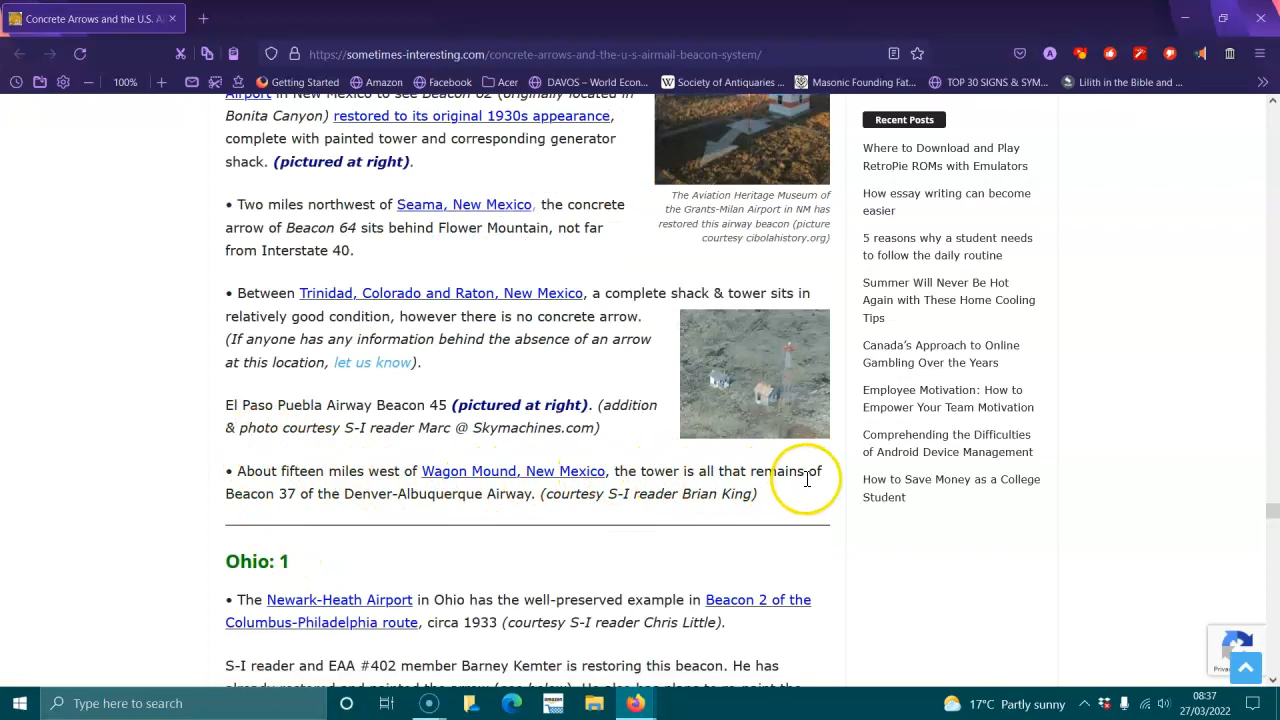 Concrete Arrows and the U.S. A
https://sometimes-interesting.com/concrete-arrows-and-the-u-s-airmail-beacon-system/
100%
Getting Started
Amazon
Facebook
Acer
DAVOS – World Econ...
Society of Antiquaries ...
Masonic Founding Fat...
TOP 30 SIGNS & SYM...
Lilith in the Bible and ...
Airport in New Mexico to see Beacon 62 (originally located in
Bonita Canyon) restored to its original 1930s appearance,
complete with painted tower and corresponding generator
shack. (pictured at right).
The Aviation Heritage Museum of
the Grants-Milan Airport in NM has
restored this airway beacon (picture
courtesy cibolahistory.org)
• Two miles northwest of Seama, New Mexico, the concrete
arrow of Beacon 64 sits behind Flower Mountain, not far
from Interstate 40.
• Between Trinidad, Colorado and Raton, New Mexico, a complete shack & tower sits in
relatively good condition, however there is no concrete arrow.
(If anyone has any information behind the absence of an arrow
at this location, let us know).
El Paso Puebla Airway Beacon 45 (pictured at right). (addition
& photo courtesy S-I reader Marc @ Skymachines.com)
• About fifteen miles west of Wagon Mound, New Mexico, the tower is all that remains of
Beacon 37 of the Denver-Albuquerque Airway. (courtesy S-I reader Brian King)
Ohio: 1
• The Newark-Heath Airport in Ohio has the well-preserved example in Beacon 2 of the
Columbus-Philadelphia route, circa 1933 (courtesy S-I reader Chris Little).
S-I reader and EAA #402 member Barney Kemter is restoring this beacon. He has
Recent Posts
Where to Download and Play
RetroPie ROMs with Emulators
How essay writing can become
easier
5 reasons why a student needs
to follow the daily routine
Summer Will Never Be Hot
Again with These Home Cooling
Tips
Canada's Approach to Online
Gambling Over the Years
Employee Motivation: How to
Empower Your Team Motivation
Comprehending the Difficulties
of Android Device Management
How to Save Money as a College
Student
Type here to search
17°C Partly sunny
08:37
27/03/2022